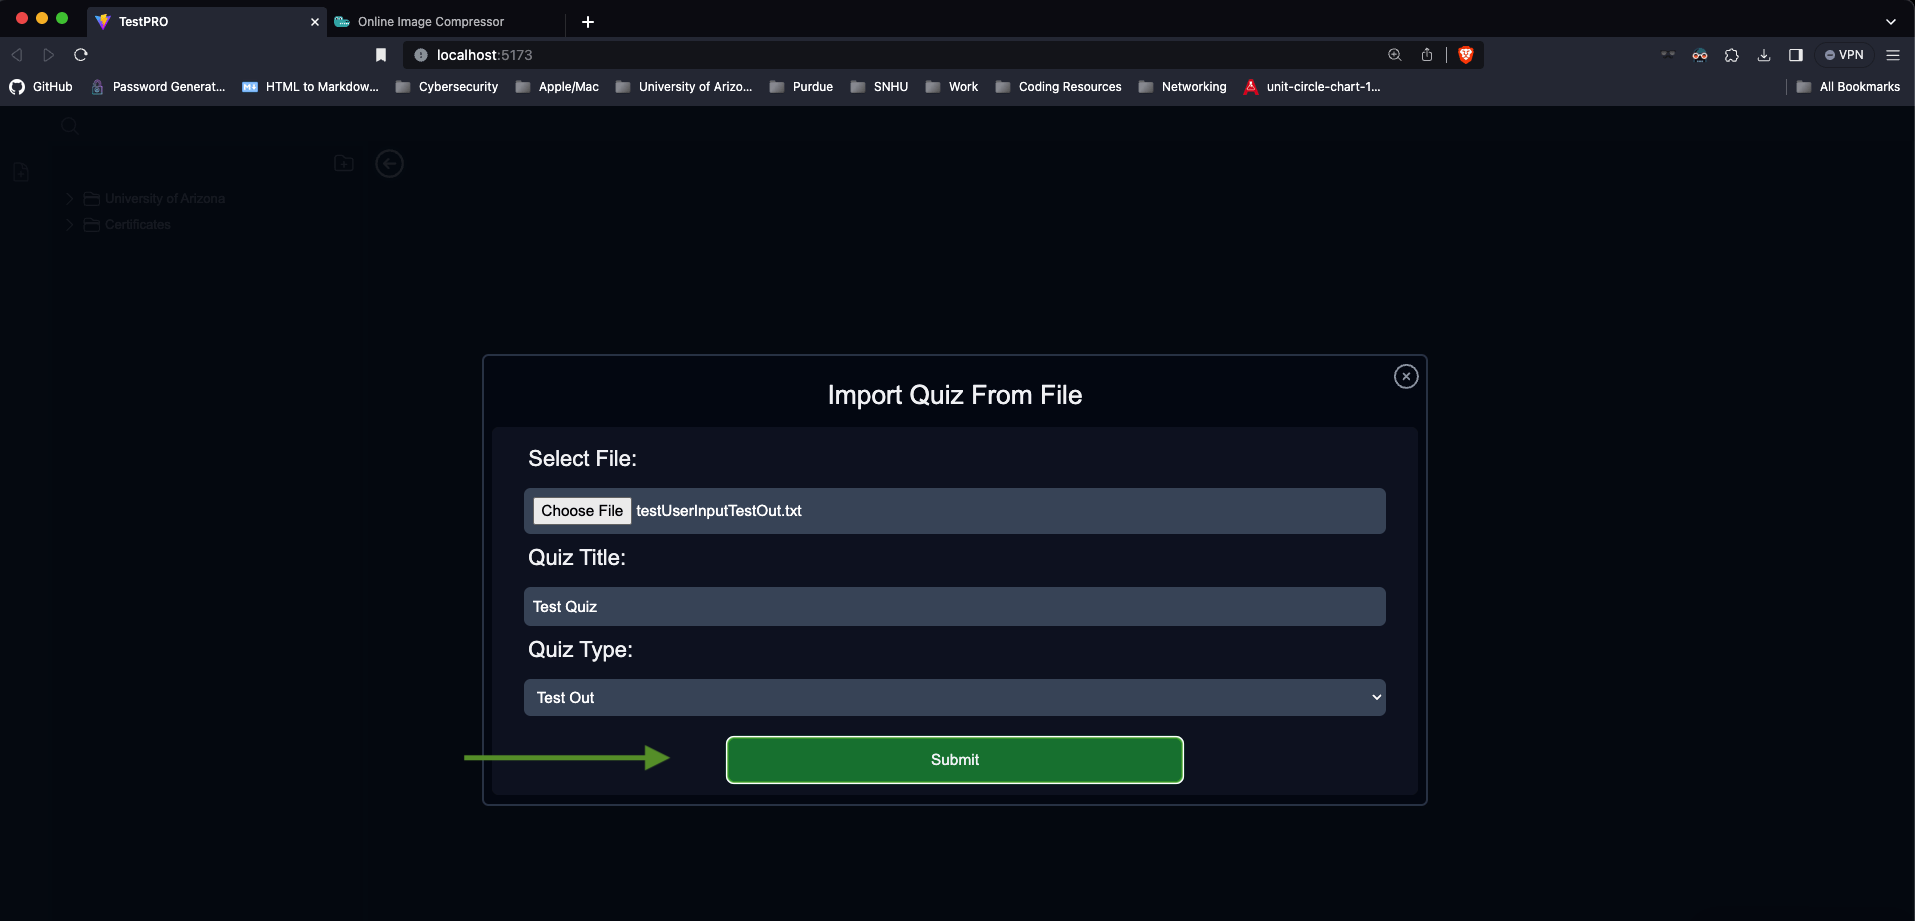 TestPRO
Online Image Compressor
localhost:5173
VPN
GitHub
Password Generat...
HTML to Markdow...
Cybersecurity
Apple/Mac
University of Arizo...
Purdue
SNHU
Work
Coding Resources
Networking
unit-circle-chart-1...
All Bookmarks
University of Arizona
Certificates
Import Quiz From File
Select File:
Choose File testUserInputTestOut.txt
Quiz Title:
Test Quiz
Quiz Type:
Test Out
Submit